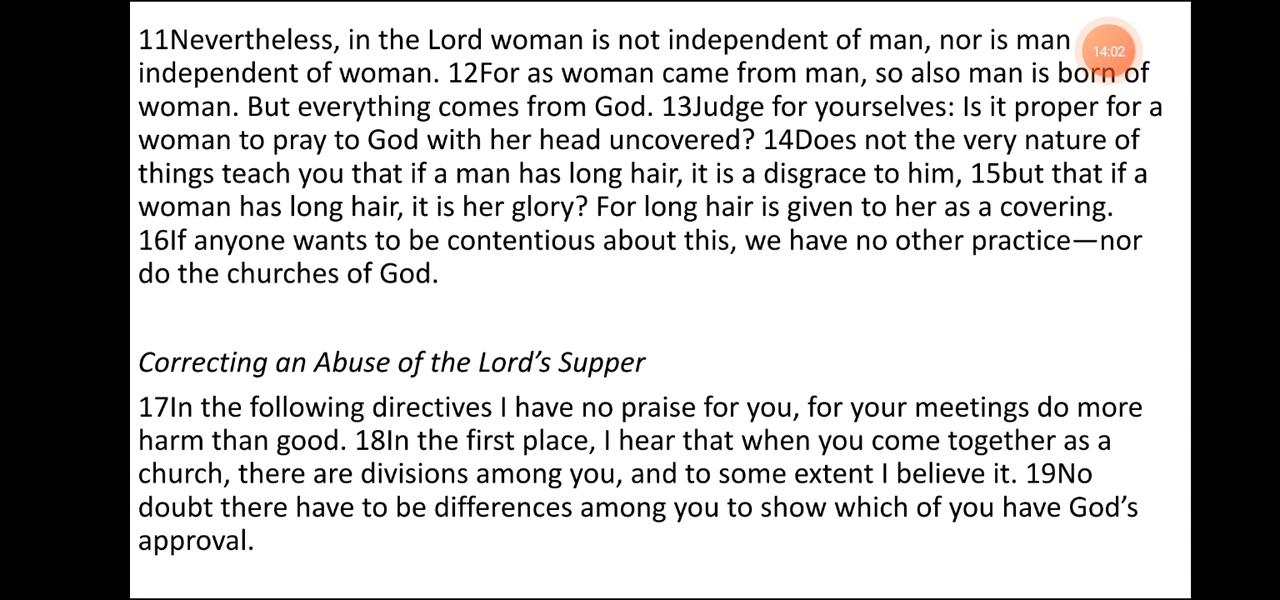 11Nevertheless, in the Lord woman is not independent of man, nor is man
14:02
independent of woman. 12For as woman came from man, so also man is born of
woman. But everything comes from God. 13Judge for yourselves: Is it proper for a
woman to pray to God with her head uncovered? 14Does not the very nature of
things teach you that if a man has long hair, it is a disgrace to him, 15but that if a
woman has long hair, it is her glory? For long hair is given to her as a covering.
16If anyone wants to be contentious about this, we have no other practice—nor
do the churches of God.
Correcting an Abuse of the Lord’s Supper
17In the following directives I have no praise for you, for your meetings do more
harm than good. 18In the first place, I hear that when you come together as a
church, there are divisions among you, and to some extent I believe it. 19No
doubt there have to be differences among you to show which of you have God’s
approval.